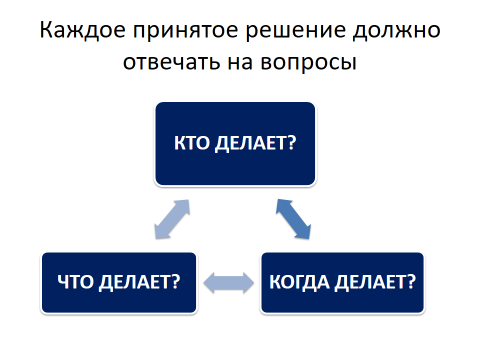 Каждое принятое решение должно
отвечать на вопросы
КТО ДЕЛАЕТ?
ЧТО ДЕЛАЕТ?
КОГДА ДЕЛАЕТ?